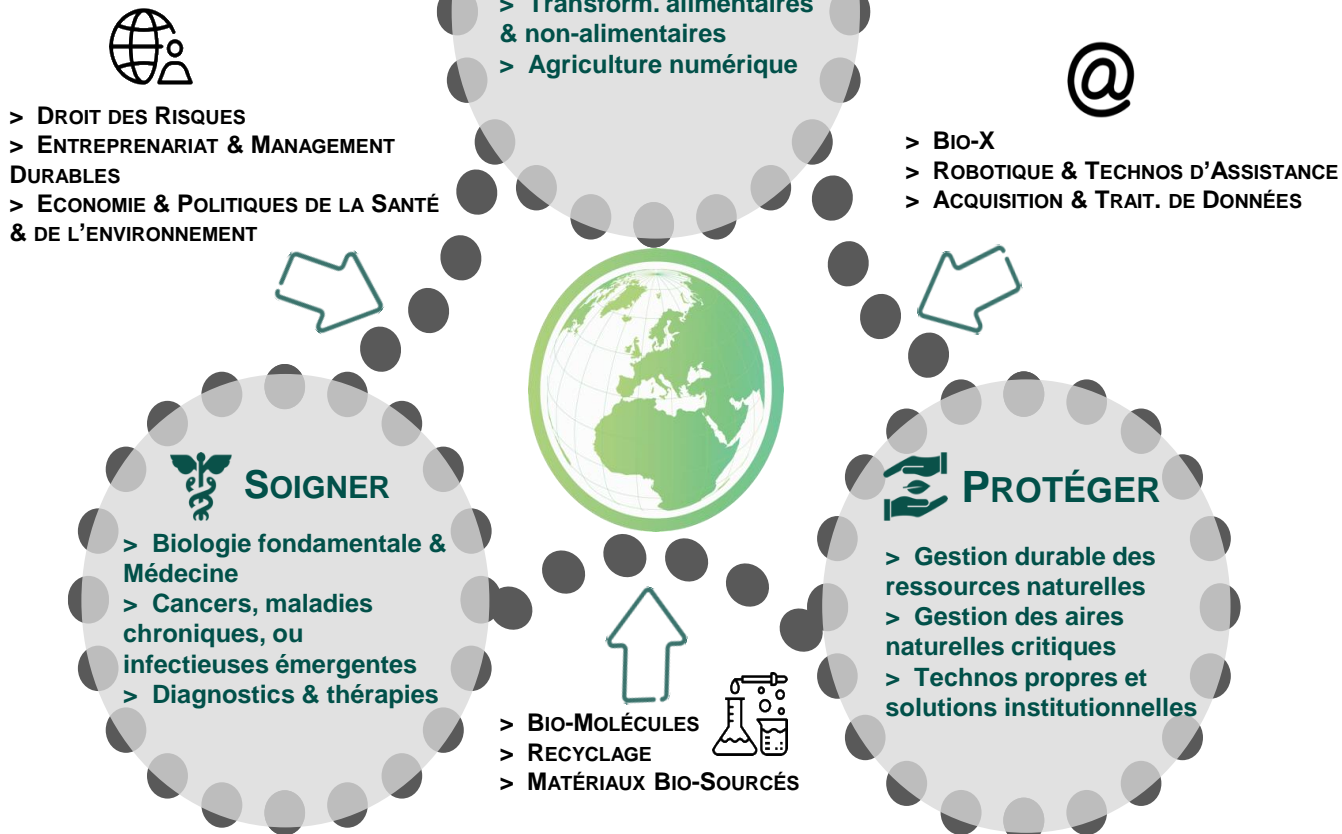 > Transform. alimentaires
& non-alimentaires
> Agriculture numérique
> DROIT DES RISQUES
> ENTREPRENARIAT & MANAGEMENT
DURABLES
> ECONOMIE & POLITIQUES DE LA SANTÉ
& DE L'ENVIRONNEMENT
@
> BIO-X
> ROBOTIQUE & TECHNOS D'ASSISTANCE
> ACQUISITION & TRAIT. DE DONNÉES
SOIGNER
> Biologie fondamentale &
Médecine
> Cancers, maladies
chroniques, ou
infectieuses émergentes
> Diagnostics & thérapies
PROTÉGER
> Gestion durable des
ressources naturelles
> Gestion des aires
naturelles critiques
> Technos propres et
solutions institutionnelles
> BIO-MOLÉCULES
> RECYCLAGE
> MATÉRIAUX BIO-SOURCÉS